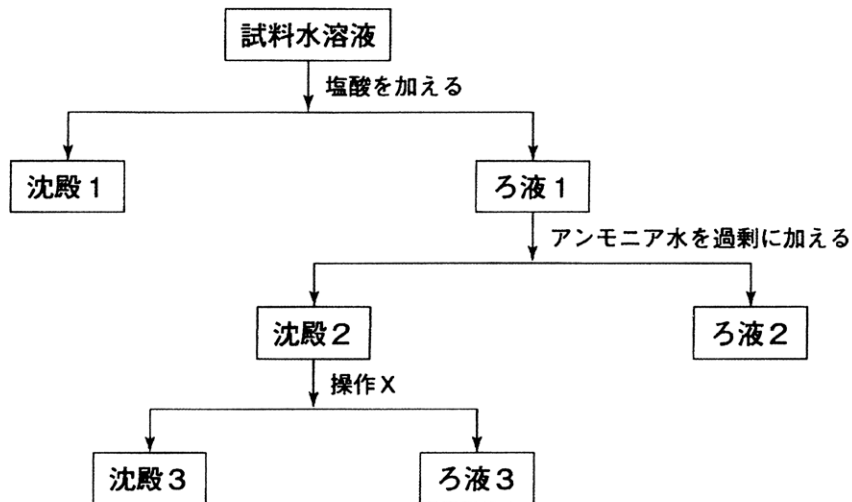 試料水溶液
塩酸を加える
沈殿1
ろ液1
アンモニア水を過剰に加える
沈殿2
ろ液2
操作X
沈殿3
ろ液3